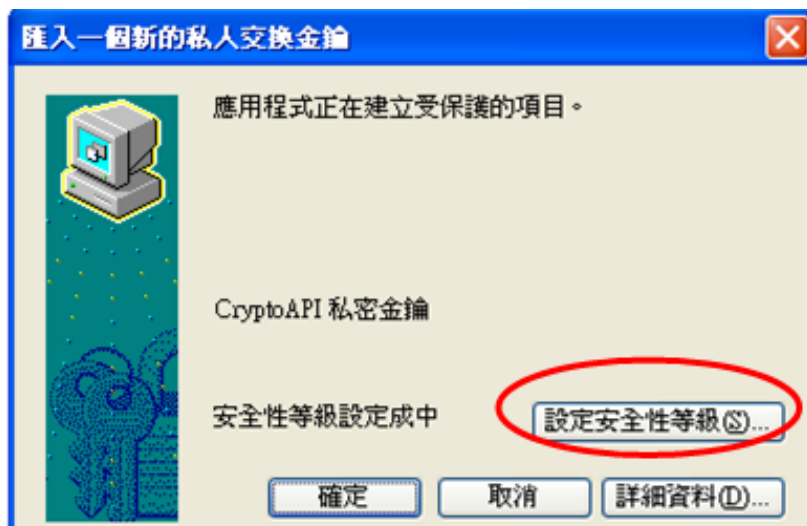 匯入一個新的私人交換金鑰
應用程式正在建立受保護的項目。
CryptoAPI 私密金鑰
安全性等級設定成中 設定安全性等級(S)...
確定 取消 詳細資料(D)...